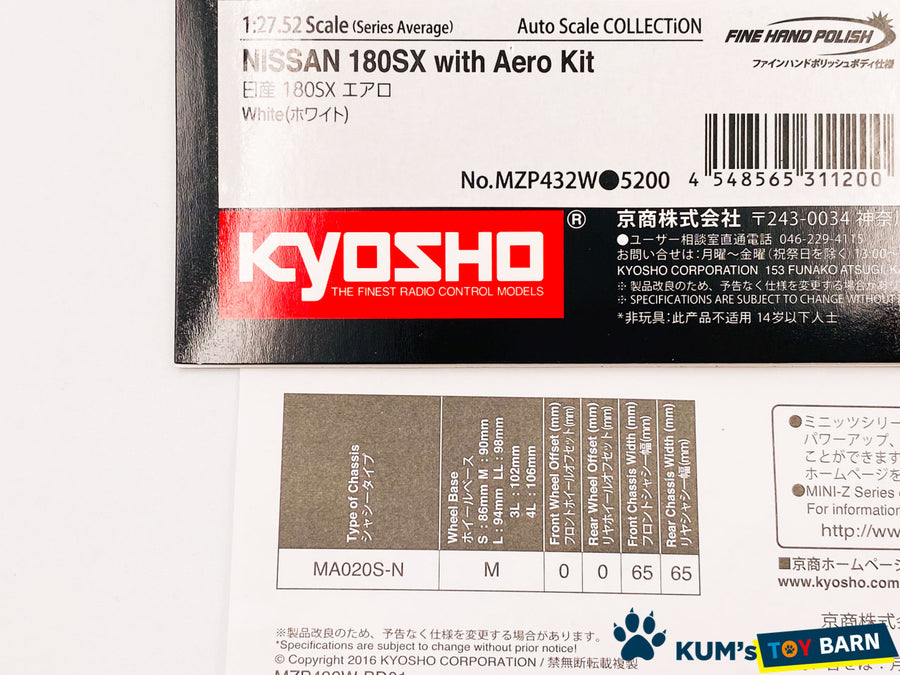 1:27.52 Scale (Series Average) Auto Scale COLLECTiON
FINE HAND POLISH
ファインハンドポリッシュボディ仕様
NISSAN 180SX with Aero Kit
日産 180SX エアロ
White(ホワイト)
No.MZP432W●5200
4 548565 311200
KYOSHO®
THE FINEST RADIO CONTROL MODELS
京商株式会社 〒243-0034 神奈川
●ユーザー相談室直通電話 046-229-4115
お問い合せは:月曜~金曜(祝祭日を除く)13:00~
KYOSHO CORPORATION 153 FUNAKO ATSUGI,KA
※ 製品改良のため、予告なく仕様を変更する場合があり
※ SPECIFICATIONS ARE SUBJECT TO CHANGE WITHOUT
*非玩具:此产品不适用 14岁以下人士
Type of Chassis
シャシータイプ
Wheel Base
ホイールベース
S : 86mm M : 90mm
L : 94mm LL : 98mm
3L : 102mm
4L : 106mm
Front Wheel Offset (mm)
フロントホイールオフセット(mm)
Rear Wheel Offset (mm)
リヤホイールオフセット(mm)
Front Chassis Width (mm)
フロントシャシー幅(mm)
Rear Chassis Width (mm)
リヤシャシー幅(mm)
MA020S-N M 0 0 65 65
●ミニッツシリー
パワーアップ、
ことができます
ホームページを
●MINI-Z Series
For information
http://ww
■京商ホームページ
www.kyosho.com
京商株式
※製品改良のため、予告なく仕様を変更する場合があります。
*Specifications are subject to change without prior notice!
© Copyright 2016 KYOSHO CORPORATION / 禁無断転載複製
MZP432W-BD01
KUM's TOY BARN